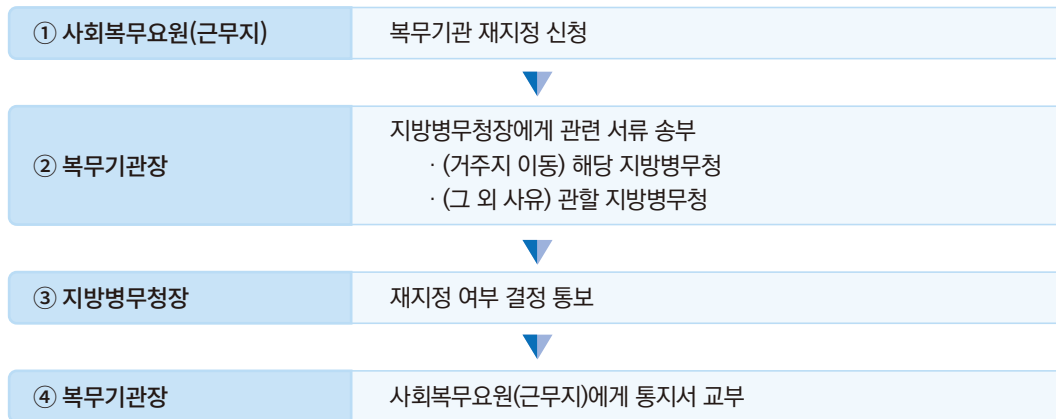 ① 사회복무요원(근무지)
복무기관 재지정 신청
② 복무기관장
지방병무청장에게 관련 서류 송부
· (거주지 이동) 해당 지방병무청
· (그 외 사유) 관할 지방병무청
③ 지방병무청장
재지정 여부 결정 통보
④ 복무기관장
사회복무요원(근무지)에게 통지서 교부